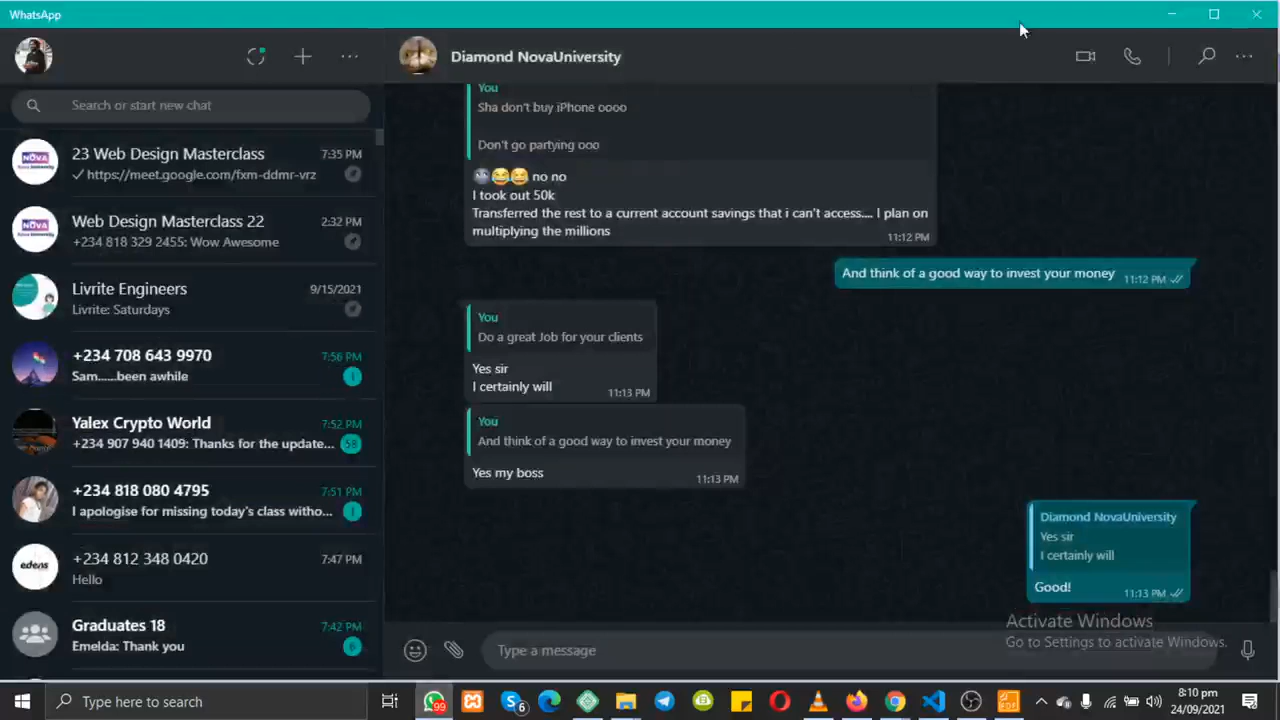 WhatsApp
Diamond NovaUniversity
Search or start new chat
23 Web Design Masterclass 7:35 PM
https://meet.google.com/fxm-ddmr-vrz
Web Design Masterclass 22 2:32 PM
+234 818 329 2455: Wow Awesome
Livrite Engineers 9/15/2021
Livrite: Saturdays
+234 708 643 9970 7:56 PM
Sam......been awhile 1
Yalex Crypto World 7:52 PM
+234 907 940 1409: Thanks for the update... 58
+234 818 080 4795 7:51 PM
I apologise for missing today's class witho... 1
+234 812 348 0420 7:47 PM
Hello
Graduates 18 7:42 PM
Emelda: Thank you 6
NOVA
NOVA
edens
You
Sha don't buy iPhone oooo
Don't go partying ooo
🌚😂😂 no no
I took out 50k
Transferred the rest to a current account savings that i can't access.... I plan on
multiplying the millions
11:12 PM
And think of a good way to invest your money 11:12 PM
You
Do a great Job for your clients
Yes sir
I certainly will 11:13 PM
You
And think of a good way to invest your money
Yes my boss 11:13 PM
Diamond NovaUniversity
Yes sir
I certainly will
Good! 11:13 PM
Activate Windows
Go to Settings to activate Windows.
Type a message
Type here to search
99
6
8:10 pm
24/09/2021